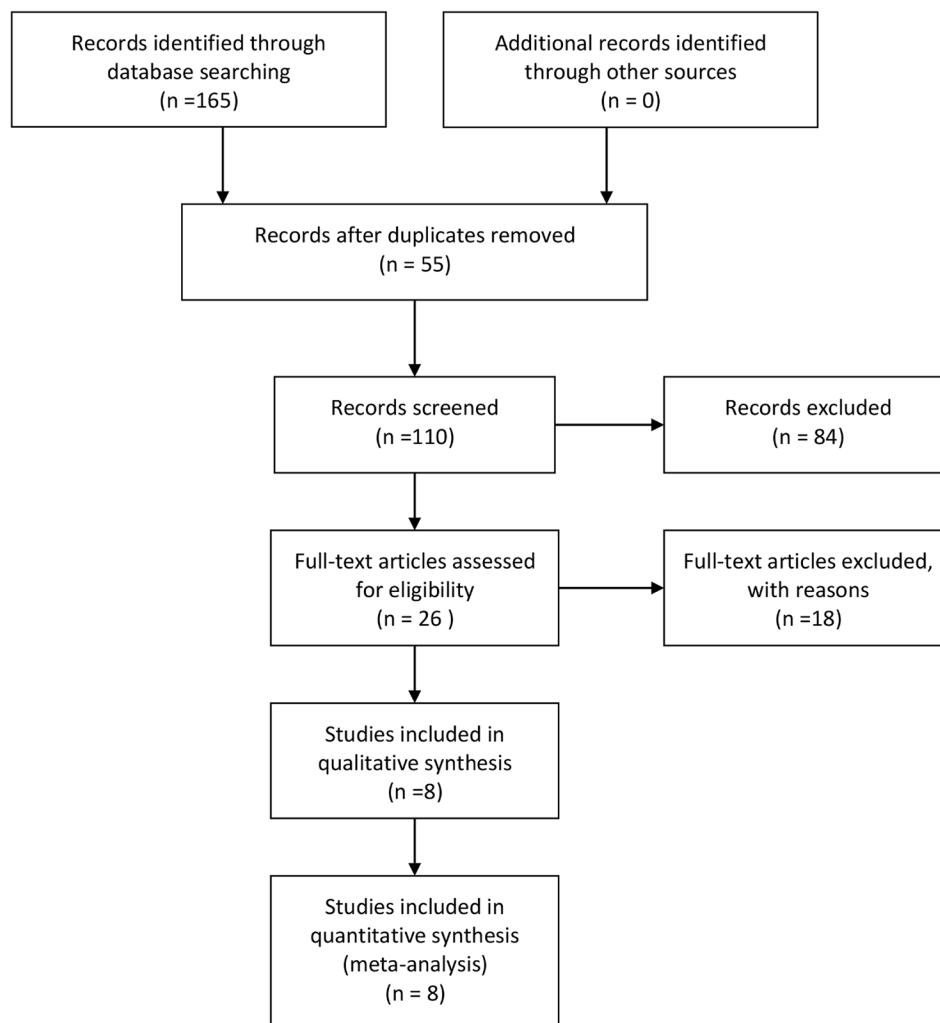 Records identified through
database searching
(n =165)
Additional records identified
through other sources
(n = 0)
Records after duplicates removed
(n = 55)
Records screened
(n =110)
Records excluded
(n = 84)
Full-text articles assessed
for eligibility
(n = 26 )
Full-text articles excluded,
with reasons
(n =18)
Studies included in
qualitative synthesis
(n =8)
Studies included in
quantitative synthesis
(meta-analysis)
(n = 8)